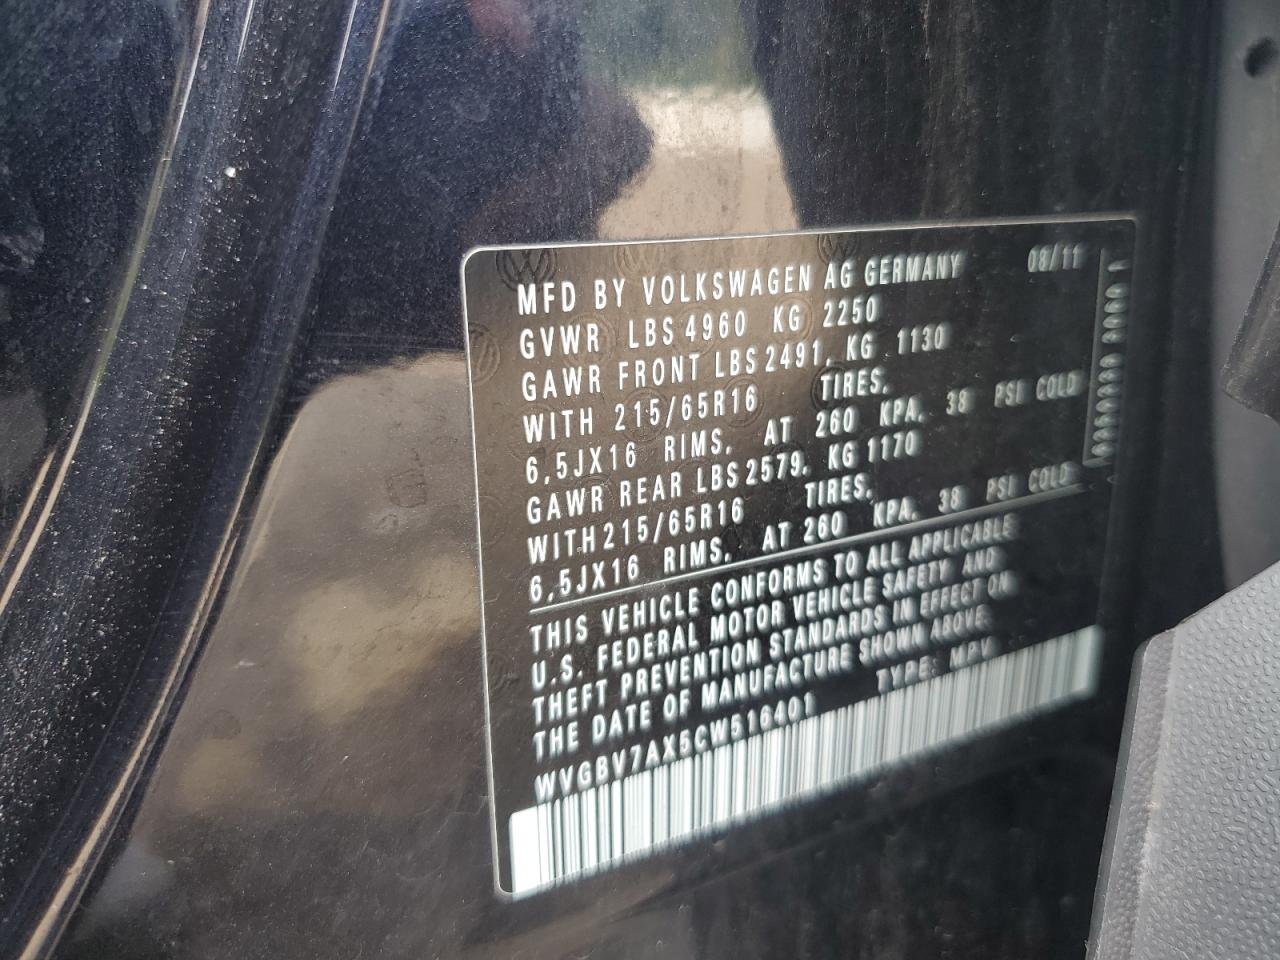 MFD BY VOLKSWAGEN AG GERMANY 08/11
GVWR LBS 4960 KG 2250
GAWR FRONT LBS 2491, KG 1130
WITH 215/65R16 TIRES,
6,5JX16 RIMS, AT 260 KPA, 38 PSI COLD
GAWR REAR LBS 2579, KG 1170
WITH 215/65R16 TIRES,
6,5JX16 RIMS, AT 260 KPA, 38 PSI COLD
THIS VEHICLE CONFORMS TO ALL APPLICABLE
U.S. FEDERAL MOTOR VEHICLE SAFETY AND
THEFT PREVENTION STANDARDS IN EFFECT ON
THE DATE OF MANUFACTURE SHOWN ABOVE.
WVGBV7AX5CW516401 TYPE: MPV